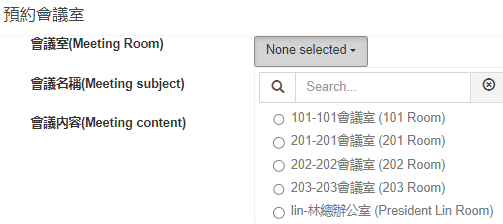 預約會議室
會議室(Meeting Room)
None selected
會議名稱(Meeting subject)
Search...
會議內容(Meeting content)
101-101會議室 (101 Room)
201-201會議室 (201 Room)
202-202會議室 (202 Room)
203-203會議室 (203 Room)
lin-林總辦公室 (President Lin Room)